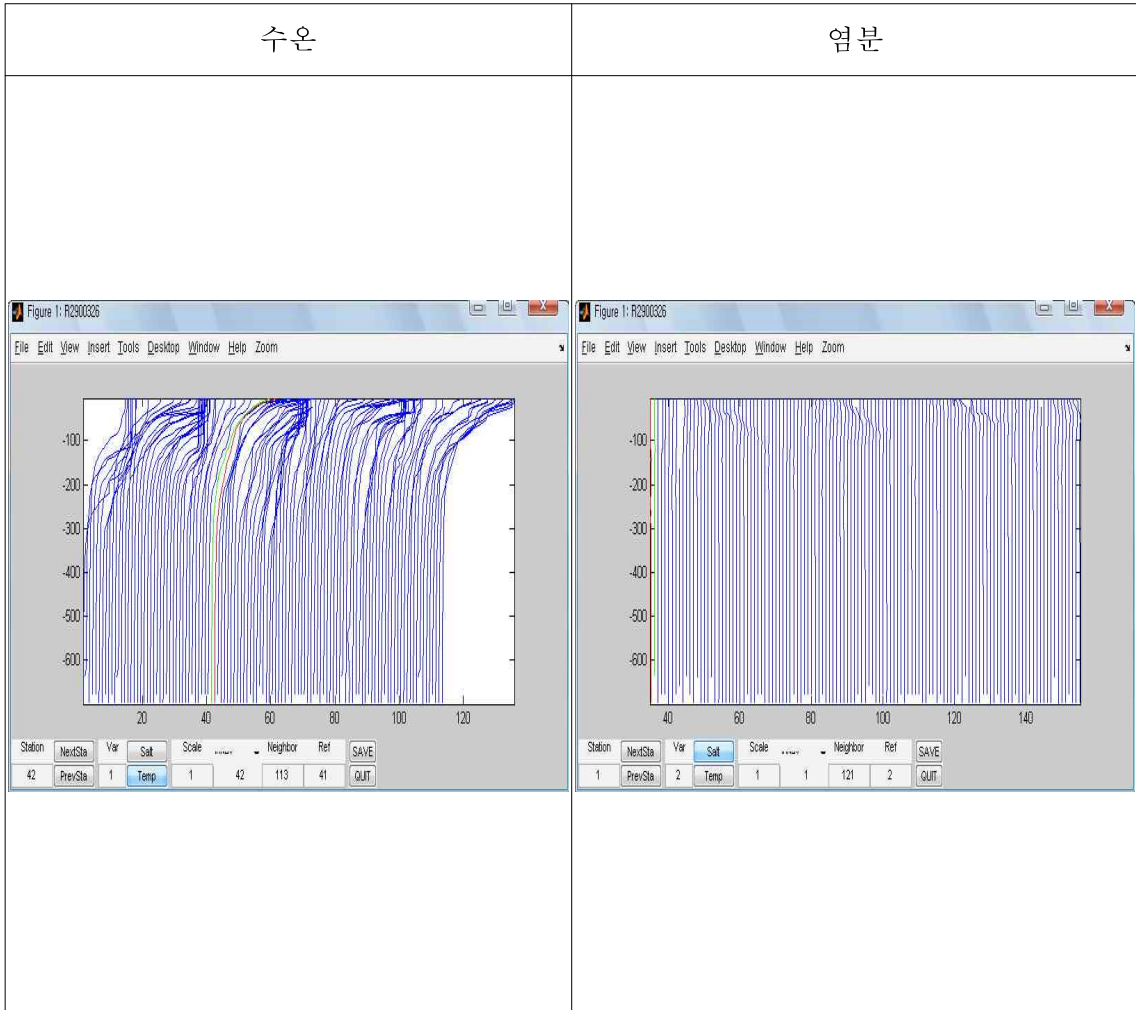 수온
염분
Figure 1: R2900326
File Edit View Insert Tools Desktop Window Help Zoom
-100
-200
-300
-400
-500
-600
20 40 60 80 100 120
Station NextSta Var Salt Scale Neighbor Ref SAVE
42 PrevSta 1 Temp 1 42 113 41 QUIT
Figure 1: R2900326
File Edit View Insert Tools Desktop Window Help Zoom
-100
-200
-300
-400
-500
-600
40 60 80 100 120 140
Station NextSta Var Salt Scale Neighbor Ref SAVE
1 PrevSta 2 Temp 1 1 121 2 QUIT